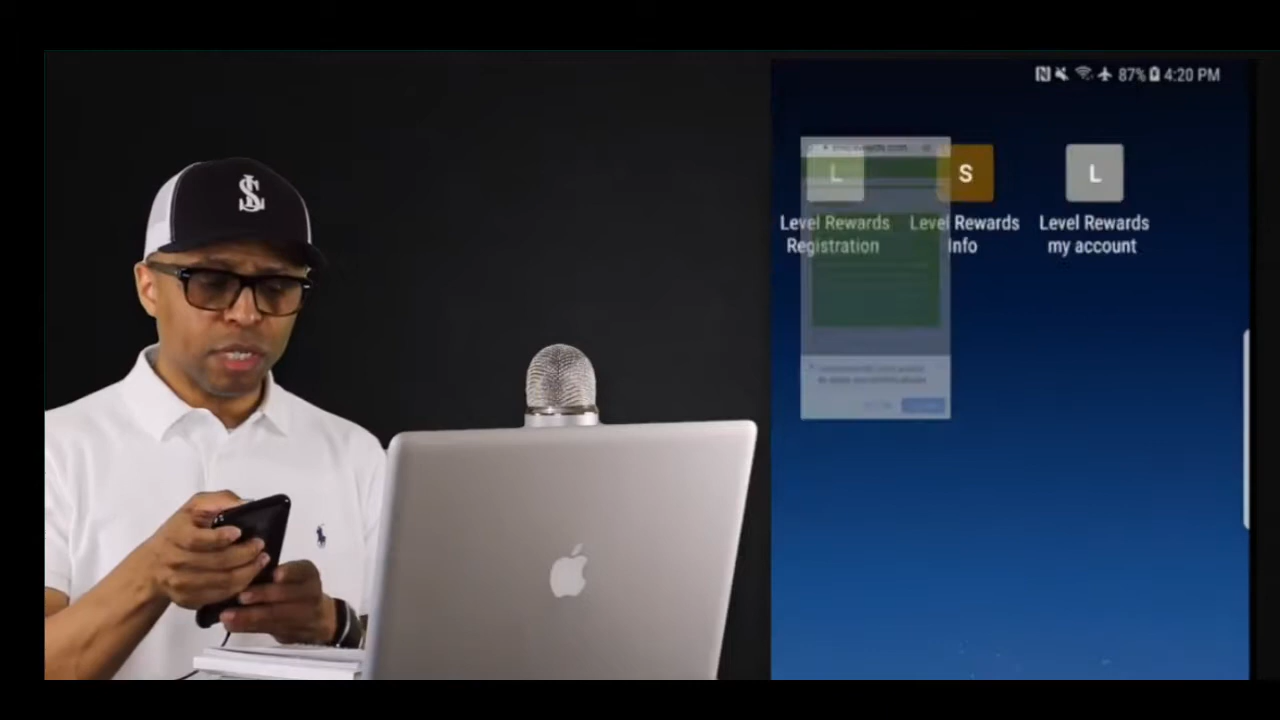 87% 4:20 PM
L
S
L
Level Rewards
Registration
Level Rewards
Info
Level Rewards
my account